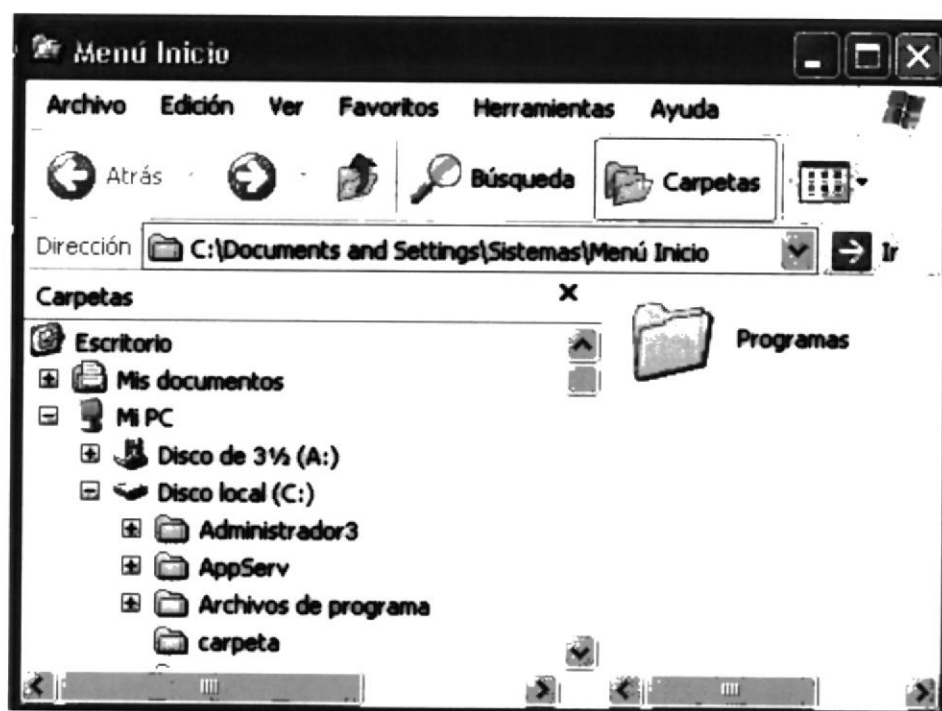 Menú Inicio
Archivo Edición Ver Favoritos Herramientas Ayuda
Atrás Búsqueda Carpetas
Dirección C:\Documents and Settings\Sistemas\Menú Inicio Ir
Carpetas
Programas
Escritorio
Mis documentos
Mi PC
Disco de 3½ (A:)
Disco local (C:)
Administrador3
AppServ
Archivos de programa
carpeta